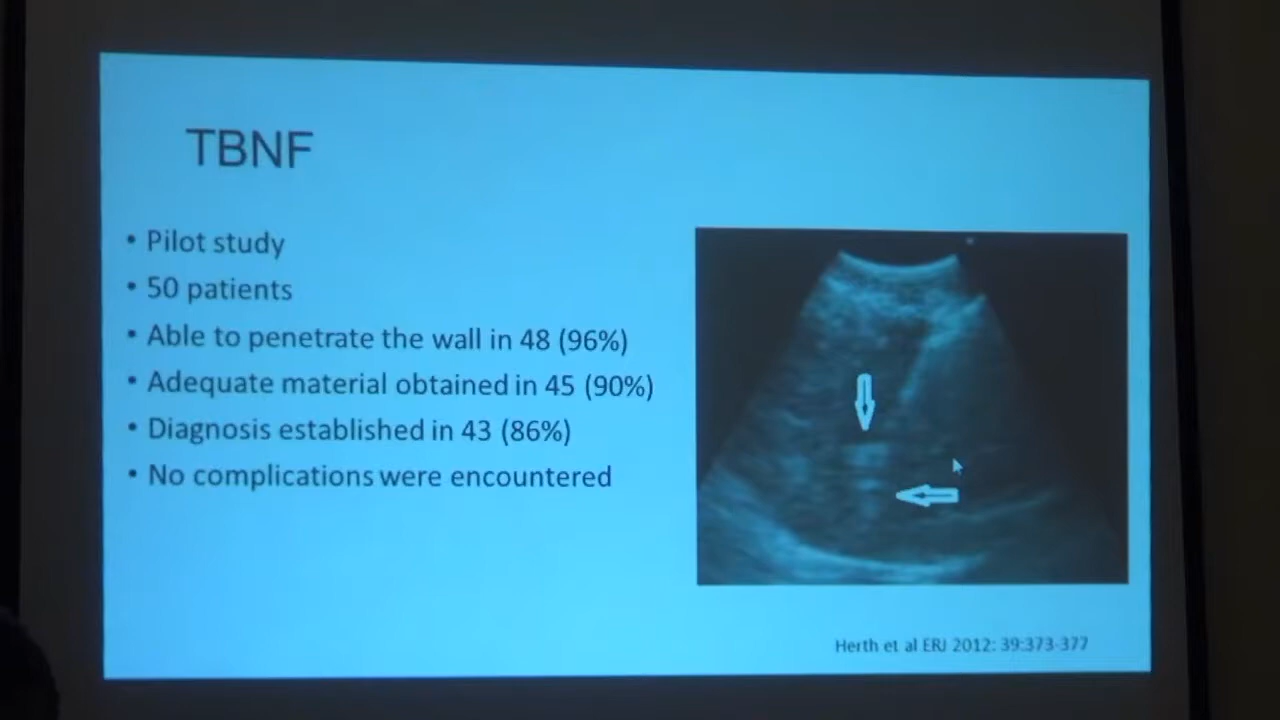 TBNF
• Pilot study
• 50 patients
• Able to penetrate the wall in 48 (96%)
• Adequate material obtained in 45 (90%)
• Diagnosis established in 43 (86%)
• No complications were encountered
Herth et al ERJ 2012: 39:373-377